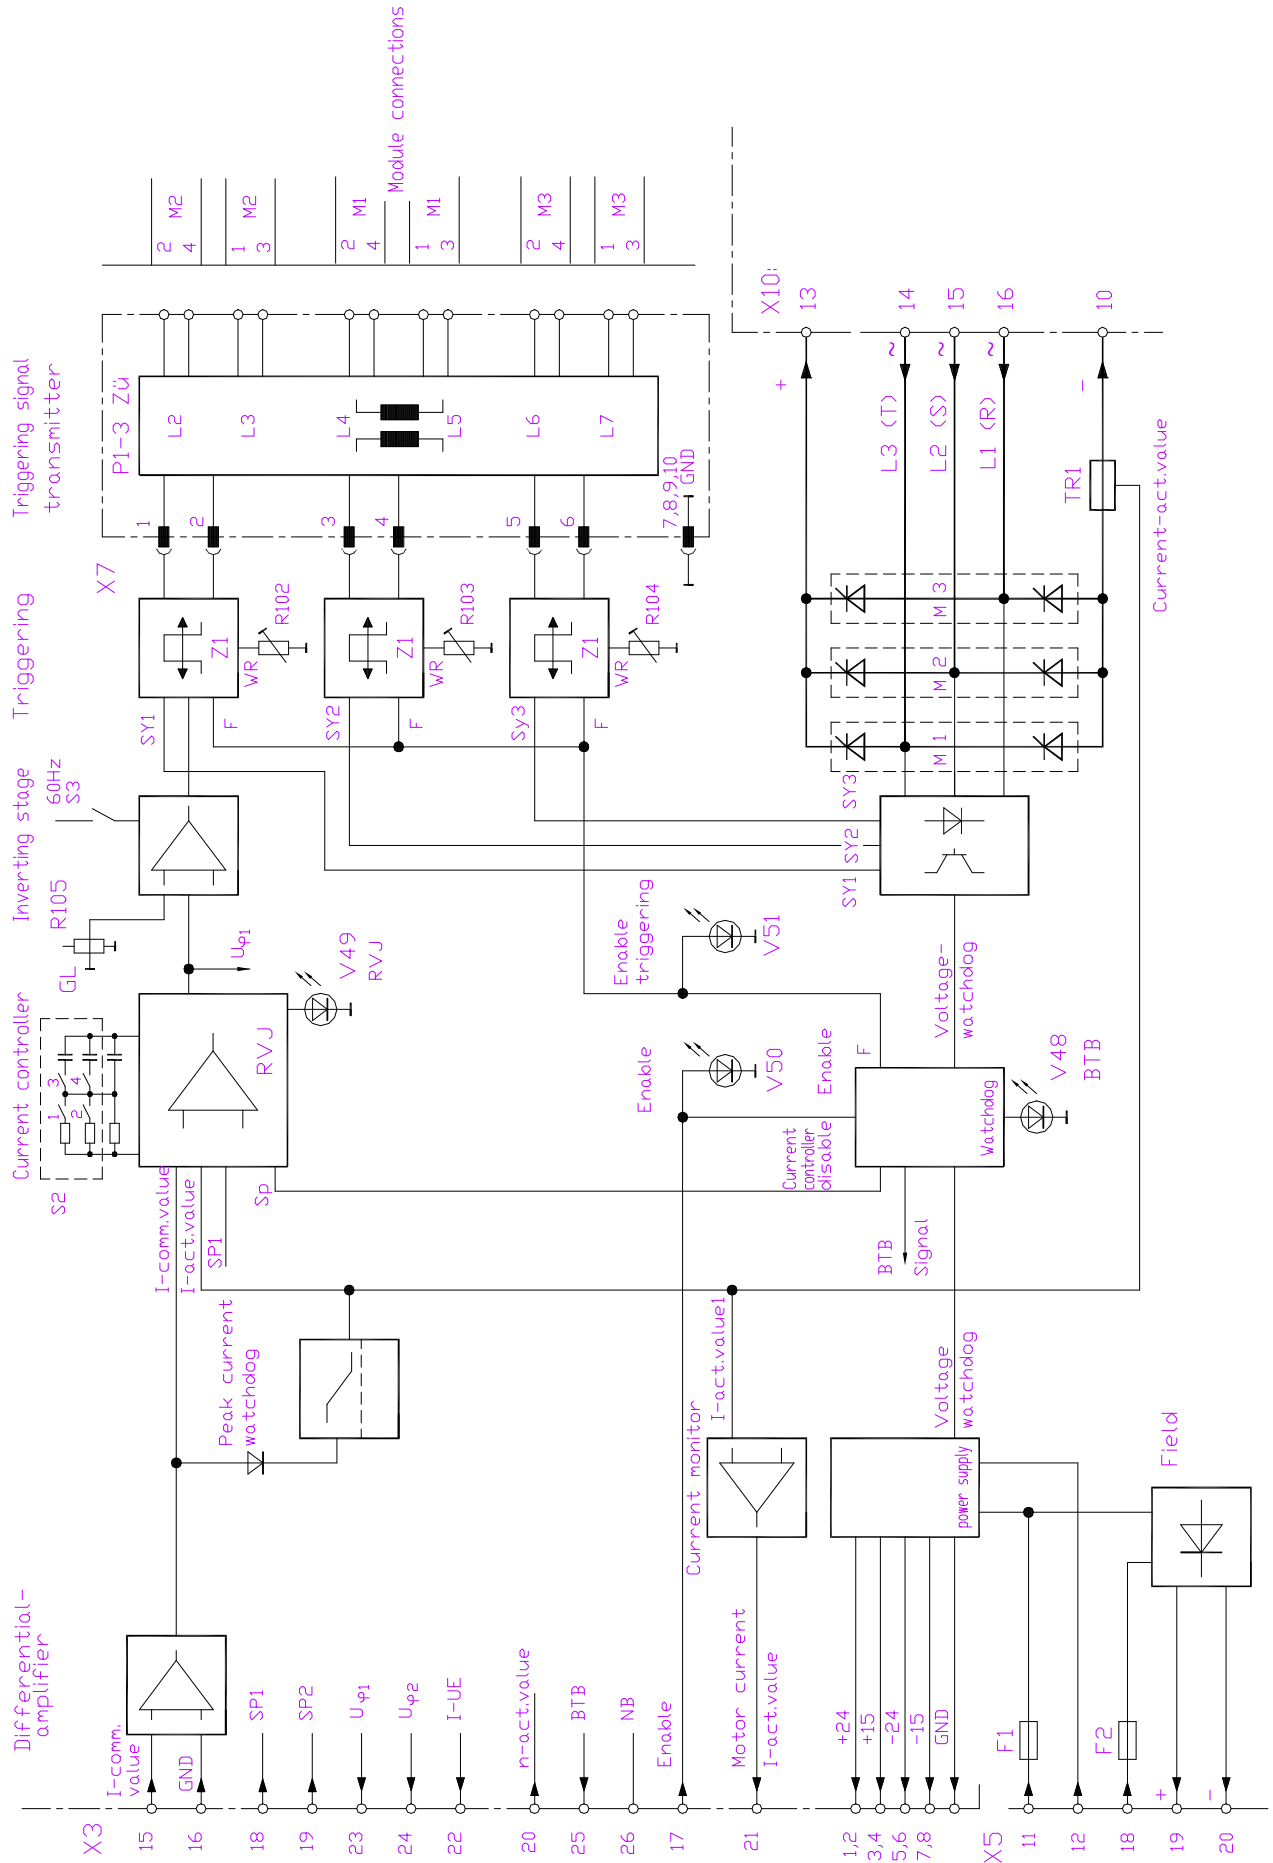 Differential-
amplifier
Current controller
Inverting stage
Triggering
Triggering signal
transmitter
X3
15
I-comm.
value
16
GND
18
SP1
19
SP2
23
Uφ1
24
Uφ2
22
I-UE
20
n-act.value
25
BTB
26
NB
17
Enable
21
Motor current
I-act.value
1,2
+24
3,4
+15
5,6
-24
7,8
-15
GND
X5
11
F1
12
18
F2
19
+
20
-
Field
power supply
Voltage
watchdog
Current monitor
I-act.value1
Peak current
watchdog
I-comm.value
I-act.value
SP1
Sp
S2
1
3
2
4
RVJ
V49
RVJ
Uφ1
GL
R105
60Hz
S3
BTB
Signal
Current
controller
disable
Enable
F
Watchdog
V48
BTB
Enable
V50
Enable
triggering
V51
Voltage-
watchdog
SY1
SY2
SY3
SY1
F
Z1
WR
R102
SY2
F
Z1
WR
R103
Sy3
F
Z1
WR
R104
X7
1
2
3
4
5
6
7,8,9,10
GND
P1-3 Zü
L2
L3
L4
L5
L6
L7
2
4
M2
1
3
M2
2
4
M1
1
3
M1
2
4
M3
1
3
M3
Module connections
M 1
M 2
M 3
TR1
Current-act.value
L3 (T)
L2 (S)
L1 (R)
+
~
~
~
-
X10:
13
14
15
16
10